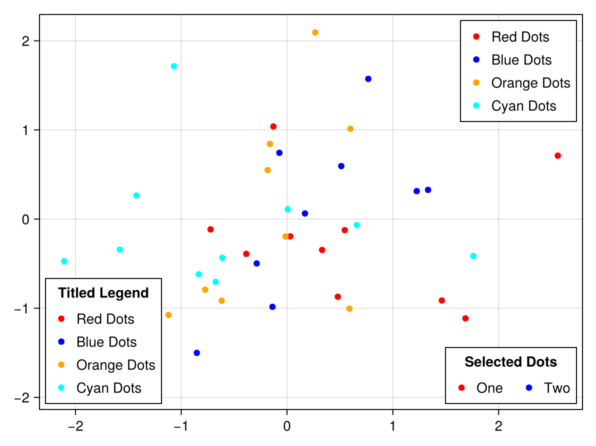 2
1
0
−1
−2
−2
−1
0
1
2
Red Dots
Blue Dots
Orange Dots
Cyan Dots
Titled Legend
Red Dots
Blue Dots
Orange Dots
Cyan Dots
Selected Dots
One Two